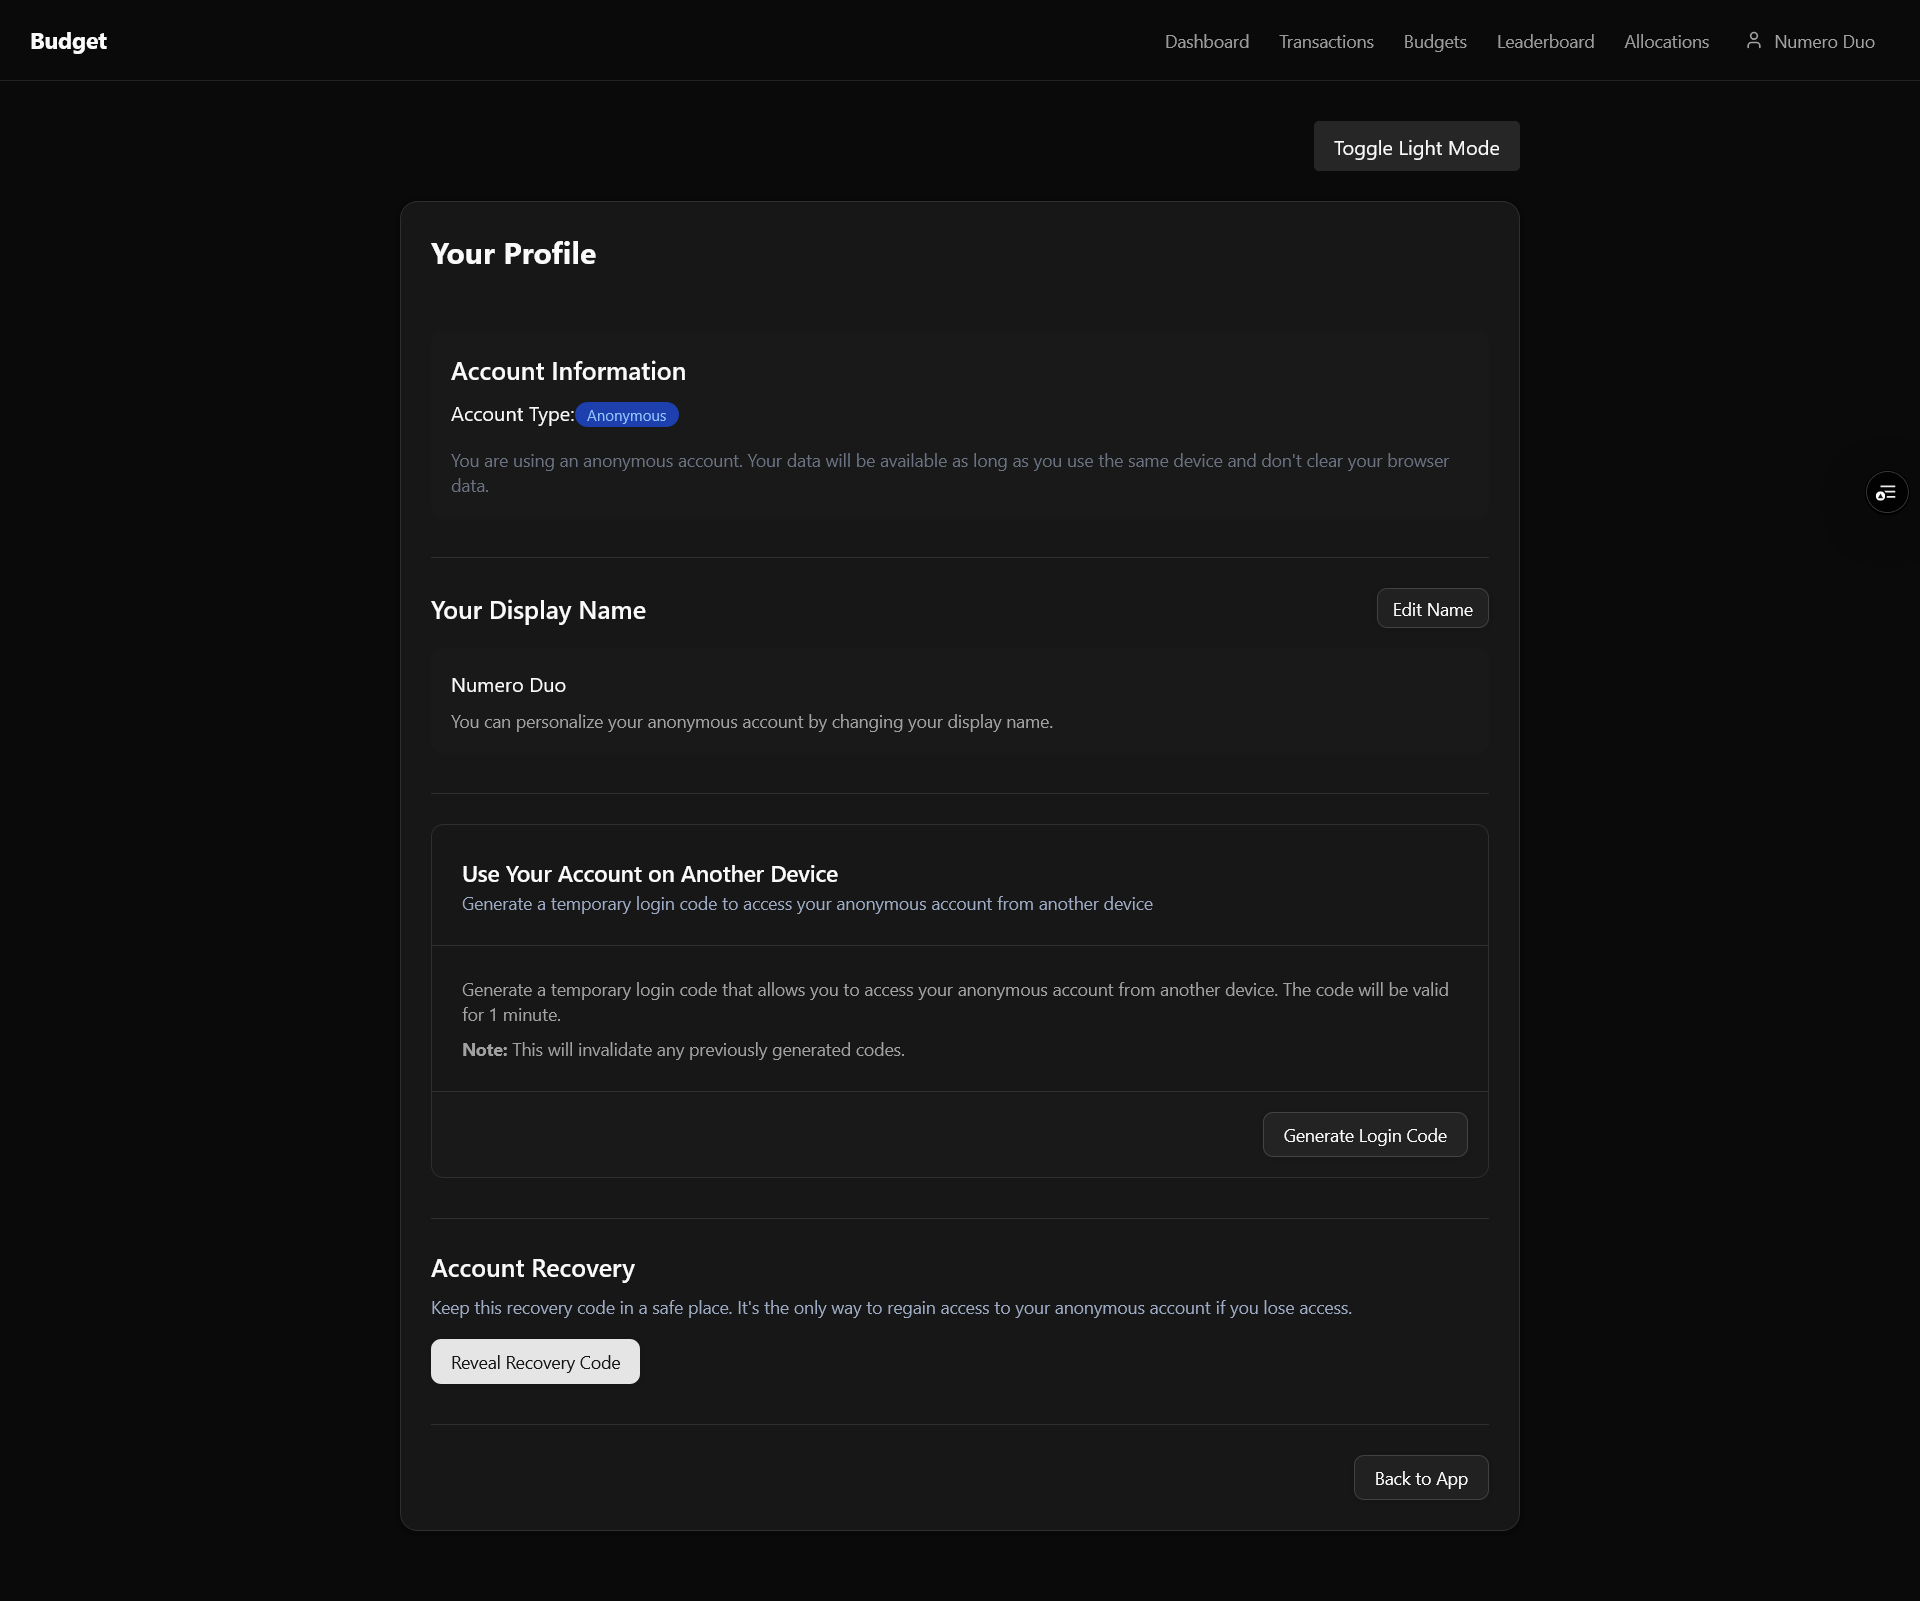 Budget
Dashboard
Transactions
Budgets
Leaderboard
Allocations
Numero Duo
Toggle Light Mode
Your Profile
Account Information
Account Type: Anonymous
You are using an anonymous account. Your data will be available as long as you use the same device and don't clear your browser
data.
Your Display Name
Edit Name
Numero Duo
You can personalize your anonymous account by changing your display name.
Use Your Account on Another Device
Generate a temporary login code to access your anonymous account from another device
Generate a temporary login code that allows you to access your anonymous account from another device. The code will be valid
for 1 minute.
Note: This will invalidate any previously generated codes.
Generate Login Code
Account Recovery
Keep this recovery code in a safe place. It's the only way to regain access to your anonymous account if you lose access.
Reveal Recovery Code
Back to App